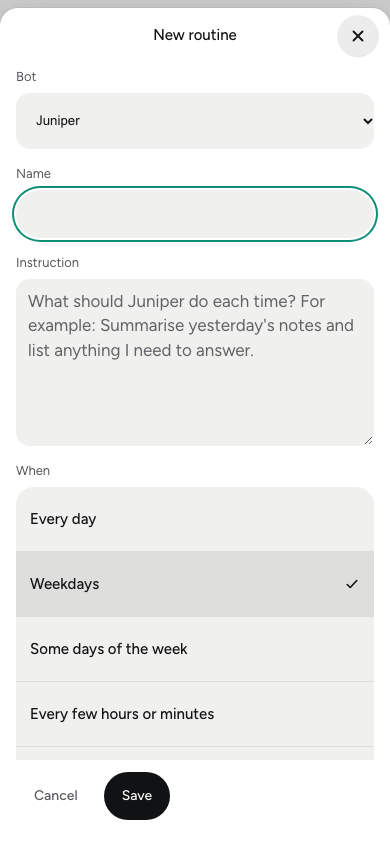 New routine
Bot
Juniper
Name
Instruction
What should Juniper do each time? For
example: Summarise yesterday's notes and
list anything I need to answer.
When
Every day
Weekdays
Some days of the week
Every few hours or minutes
Cancel
Save